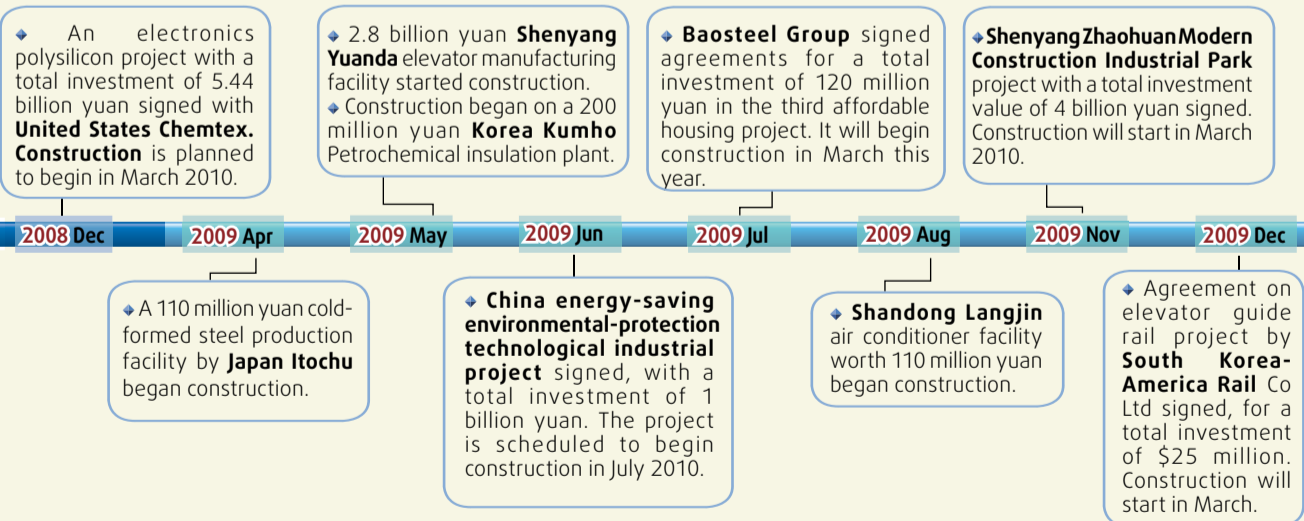 ◆ An electronics
polysilicon project with a
total investment of 5.44
billion yuan signed with
United States Chemtex.
Construction is planned
to begin in March 2010.
◆ 2.8 billion yuan Shenyang
Yuanda elevator manufacturing
facility started construction.
◆ Construction began on a 200
million yuan Korea Kumho
Petrochemical insulation plant.
◆ Baosteel Group signed
agreements for a total
investment of 120 million
yuan in the third affordable
housing project. It will begin
construction in March this
year.
◆ Shenyang Zhaohuan Modern
Construction Industrial Park
project with a total investment
value of 4 billion yuan signed.
Construction will start in March
2010.
2008 Dec
2009 Apr
2009 May
2009 Jun
2009 Jul
2009 Aug
2009 Nov
2009 Dec
◆ A 110 million yuan cold-
formed steel production
facility by Japan Itochu
began construction.
◆ China energy-saving
environmental-protection
technological industrial
project signed, with a
total investment of 1
billion yuan. The project
is scheduled to begin
construction in July 2010.
◆ Shandong Langjin
air conditioner facility
worth 110 million yuan
began construction.
◆ Agreement on
elevator guide
rail project by
South Korea-
America Rail Co
Ltd signed, for a
total investment
of $25 million.
Construction will
start in March.